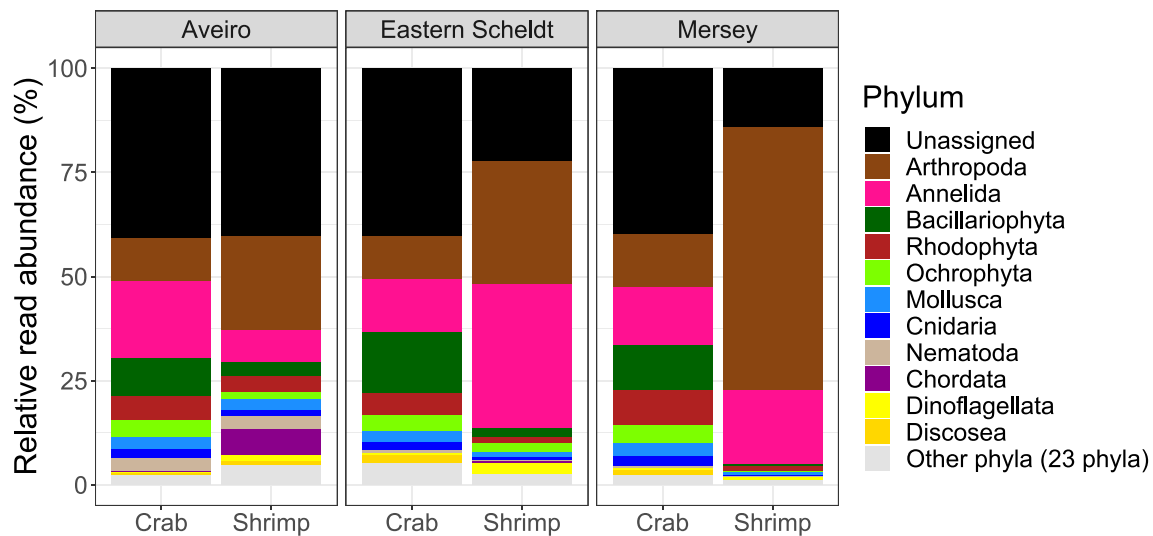 Aveiro
Eastern Scheldt
Mersey
Relative read abundance (%)
100
75
50
25
0
Crab
Shrimp
Crab
Shrimp
Crab
Shrimp
Phylum
Unassigned
Arthropoda
Annelida
Bacillariophyta
Rhodophyta
Ochrophyta
Mollusca
Cnidaria
Nematoda
Chordata
Dinoflagellata
Discosea
Other phyla (23 phyla)